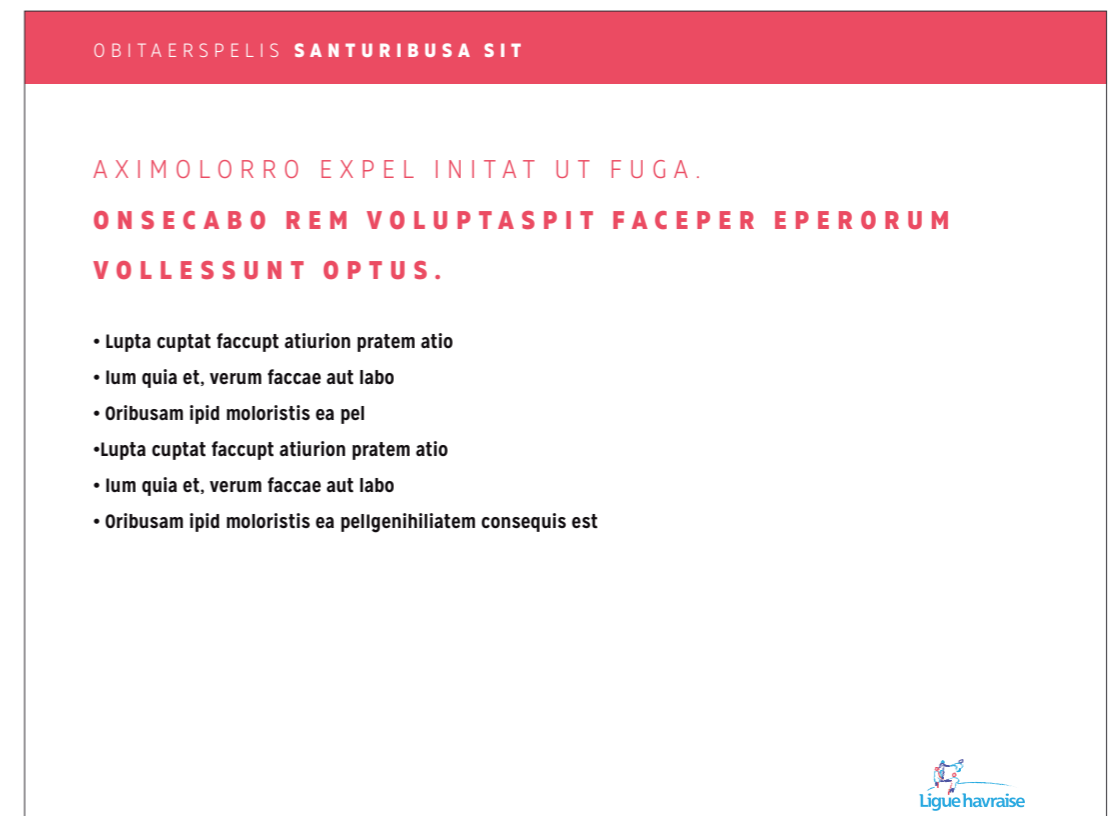 OBITAERSPELIS SANTURIBUSA SIT
AXIMOLORRO EXPEL INITAT UT FUGA.
ONSECABO REM VOLUPTASPIT FACEPER EPERORUM
VOLLESSUNT OPTUS.
• Lupta cuptat faccupt atiurion pratem atio
• Ium quia et, verum faccae aut labo
• Oribusam ipid moloristis ea pel
•Lupta cuptat faccupt atiurion pratem atio
• Ium quia et, verum faccae aut labo
• Oribusam ipid moloristis ea pellgenihiliatem consequis est
Ligue havraise